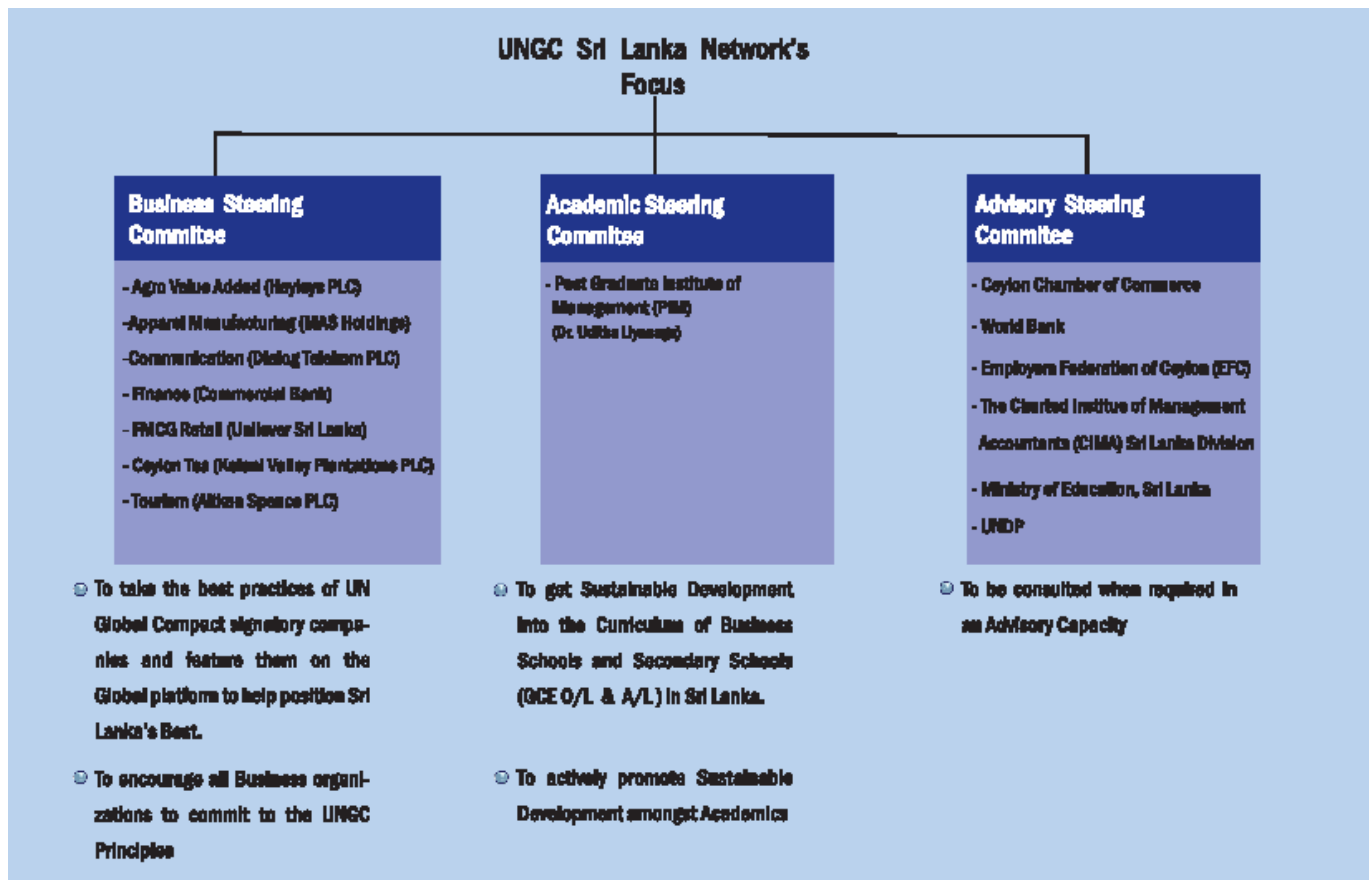 UNGC Sri Lanka Network's
Focus
Business Steering
Commitee
- Agro Value Added (Hayleys PLC)
-Apparel Manufacturing (MAS Holdings)
-Communication (Dialog Telekom PLC)
- Finance (Commercial Bank)
- FMCG Retail (Unilever Sri Lanka)
- Ceylon Tea (Kelani Valley Plantations PLC)
- Tourism (Aitken Spence PLC)
To take the best practices of UN
Global Compact signatory compa-
nies and feature them on the
Global platform to help position Sri
Lanka's Best.
To encourage all Business organi-
zations to commit to the UNGC
Principles
Academic Steering
Commitee
- Post Graduate Institute of
Management (PIM)
(Dr. Uditha Liyanage)
To get Sustainable Development
into the Curriculum of Business
Schools and Secondary Schools
(GCE O/L & A/L) in Sri Lanka.
To actively promote Sustainable
Development amongst Academics
Advisory Steering
Commitee
- Ceylon Chamber of Commerce
- World Bank
- Employers Federation of Ceylon (EFC)
- The Charted Institue of Management
Accountants (CIMA) Sri Lanka Division
- Ministry of Education, Sri Lanka
- UNDP
To be consulted when required in
an Advisory Capacity